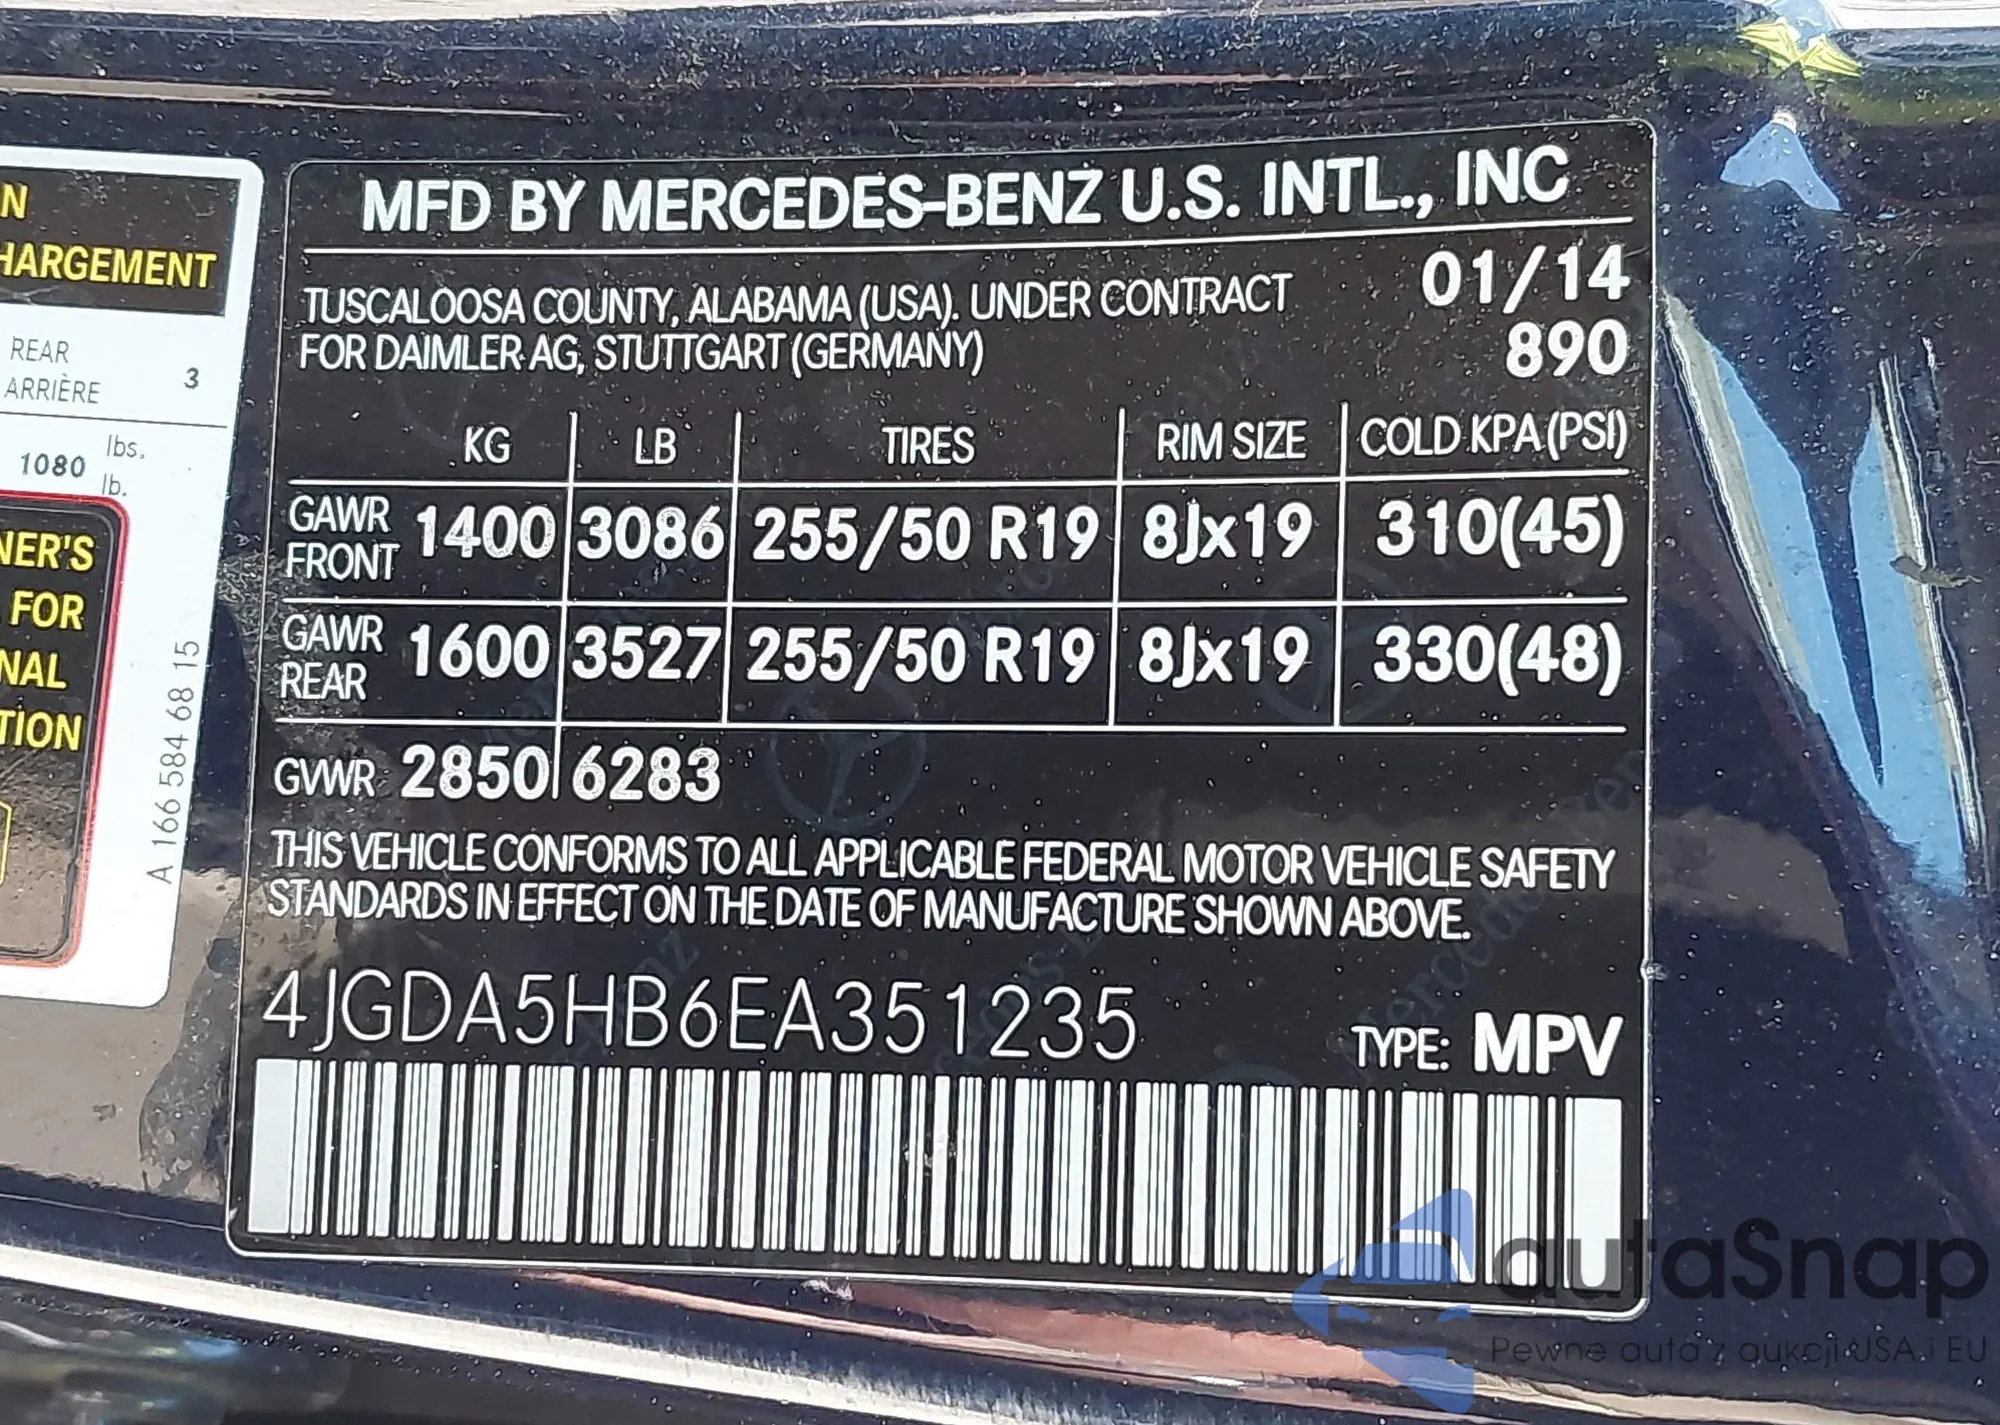 N
HARGEMENT
REAR
ARRIÈRE 3
1080 lbs.
lb.
NER'S
FOR
NAL
TION
A 166 584 68 15
MFD BY MERCEDES-BENZ U.S. INTL., INC
TUSCALOOSA COUNTY, ALABAMA (USA). UNDER CONTRACT 01/14
FOR DAIMLER AG, STUTTGART (GERMANY) 890
KG LB TIRES RIM SIZE COLD KPA (PSI)
GAWR FRONT 1400 3086 255/50 R19 8Jx19 310(45)
GAWR REAR 1600 3527 255/50 R19 8Jx19 330(48)
GVWR 2850 6283
THIS VEHICLE CONFORMS TO ALL APPLICABLE FEDERAL MOTOR VEHICLE SAFETY
STANDARDS IN EFFECT ON THE DATE OF MANUFACTURE SHOWN ABOVE.
4JGDA5HB6EA351235
TYPE: MPV
autaSnap
Pewne auta z aukcji USA i EU